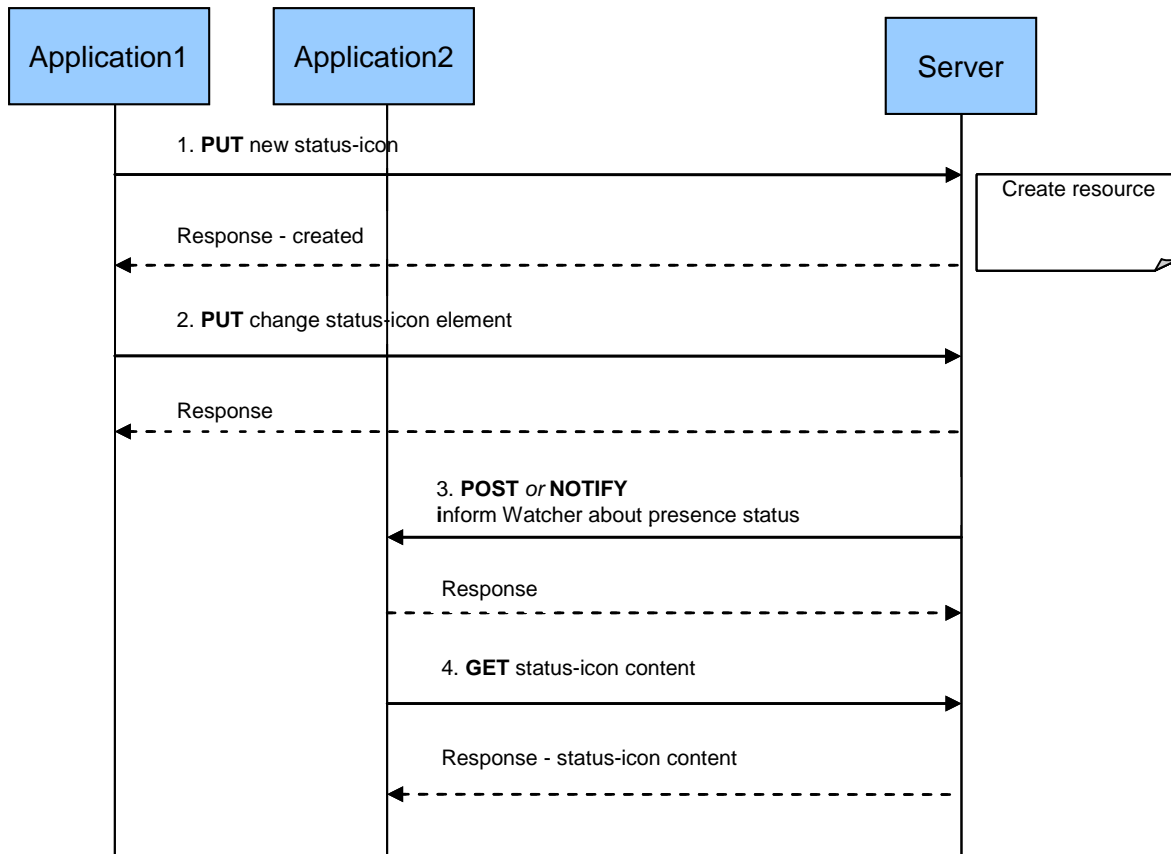 Application1
Application2
Server
1. PUT new status-icon
Create resource
Response - created
2. PUT change status-icon element
Response
3. POST or NOTIFY
inform Watcher about presence status
Response
4. GET status-icon content
Response - status-icon content